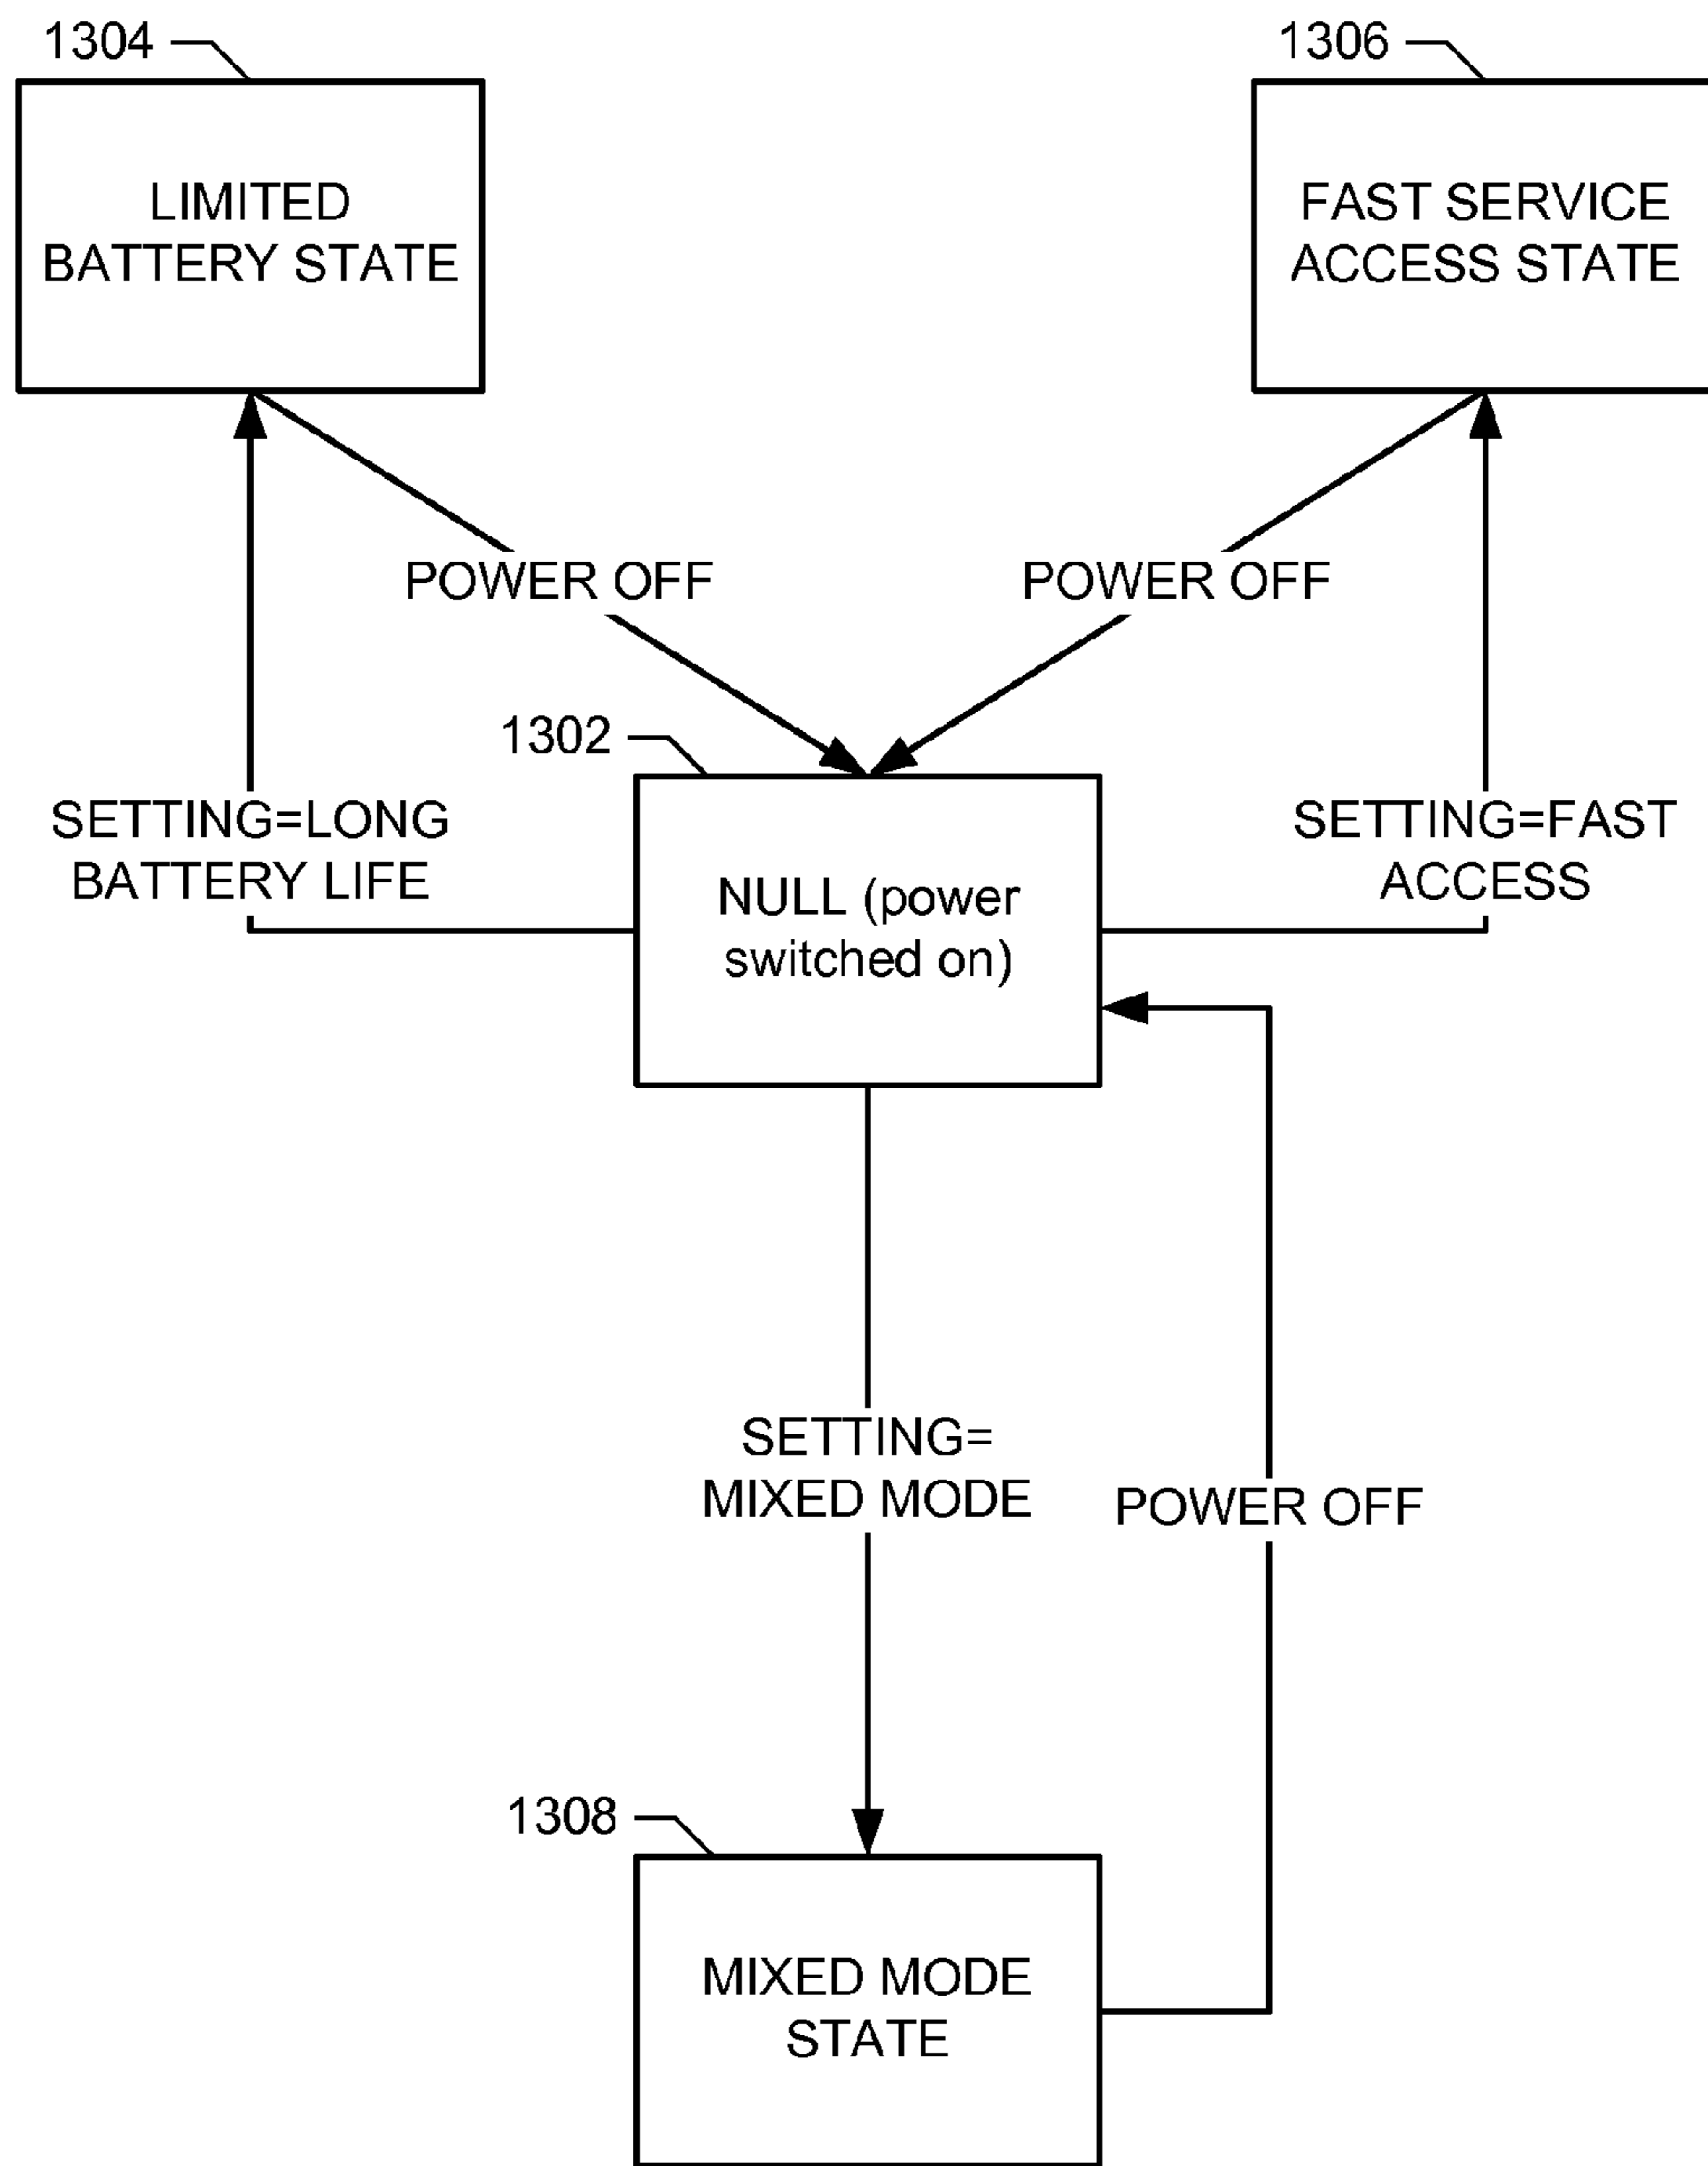 1304
1306
LIMITED
BATTERY STATE
FAST SERVICE
ACCESS STATE
POWER OFF
POWER OFF
1302
SETTING=LONG
BATTERY LIFE
NULL (power
switched on)
SETTING=FAST
ACCESS
SETTING=
MIXED MODE
POWER OFF
1308
MIXED MODE
STATE